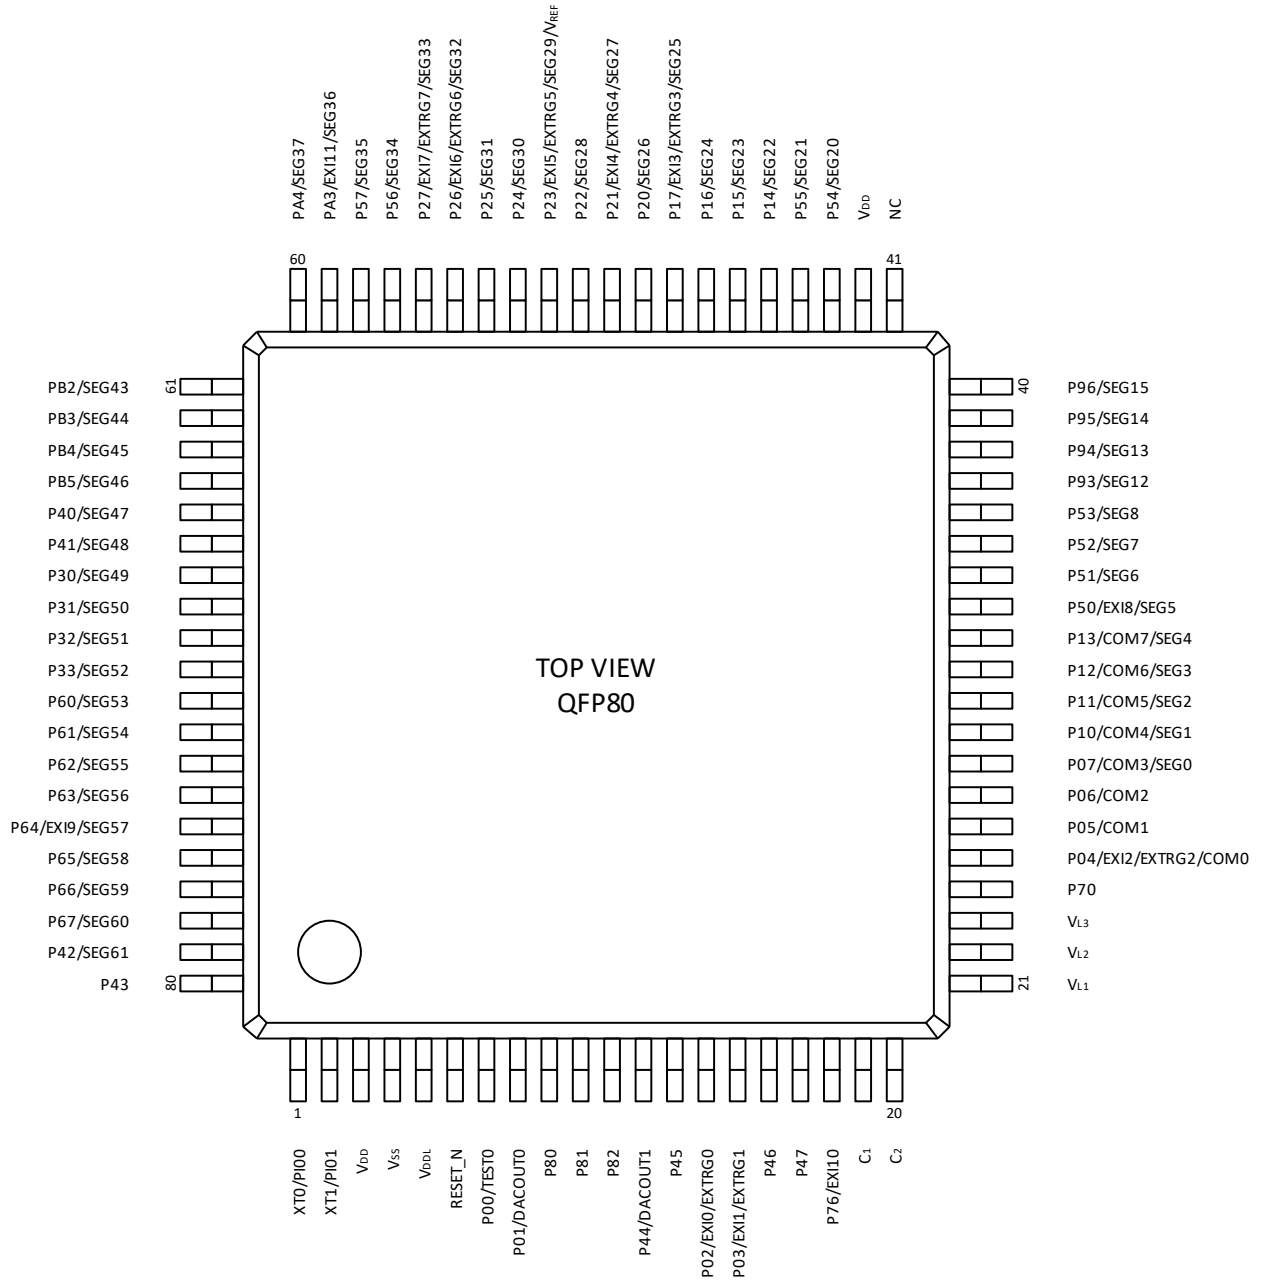 PA4/SEG37
PA3/EXI11/SEG36
P57/SEG35
P56/SEG34
P27/EXI7/EXTRG7/SEG33
P26/EXI6/EXTRG6/SEG32
P25/SEG31
P24/SEG30
P23/EXI5/EXTRG5/SEG29/VREF
P22/SEG28
P21/EXI4/EXTRG4/SEG27
P20/SEG26
P17/EXI3/EXTRG3/SEG25
P16/SEG24
P15/SEG23
P14/SEG22
P55/SEG21
P54/SEG20
VDD
NC
60
41
PB2/SEG43
61
PB3/SEG44
PB4/SEG45
PB5/SEG46
P40/SEG47
P41/SEG48
P30/SEG49
P31/SEG50
P32/SEG51
P33/SEG52
P60/SEG53
P61/SEG54
P62/SEG55
P63/SEG56
P64/EXI9/SEG57
P65/SEG58
P66/SEG59
P67/SEG60
P42/SEG61
P43
80
TOP VIEW
QFP80
40
P96/SEG15
P95/SEG14
P94/SEG13
P93/SEG12
P53/SEG8
P52/SEG7
P51/SEG6
P50/EXI8/SEG5
P13/COM7/SEG4
P12/COM6/SEG3
P11/COM5/SEG2
P10/COM4/SEG1
P07/COM3/SEG0
P06/COM2
P05/COM1
P04/EXI2/EXTRG2/COM0
P70
VL3
VL2
21
VL1
1
20
XT0/PI00
XT1/PI01
VDD
VSS
VDDL
RESET_N
P00/TEST0
P01/DACOUT0
P80
P81
P82
P44/DACOUT1
P45
P02/EXI0/EXTRG0
P03/EXI1/EXTRG1
P46
P47
P76/EXI10
C1
C2